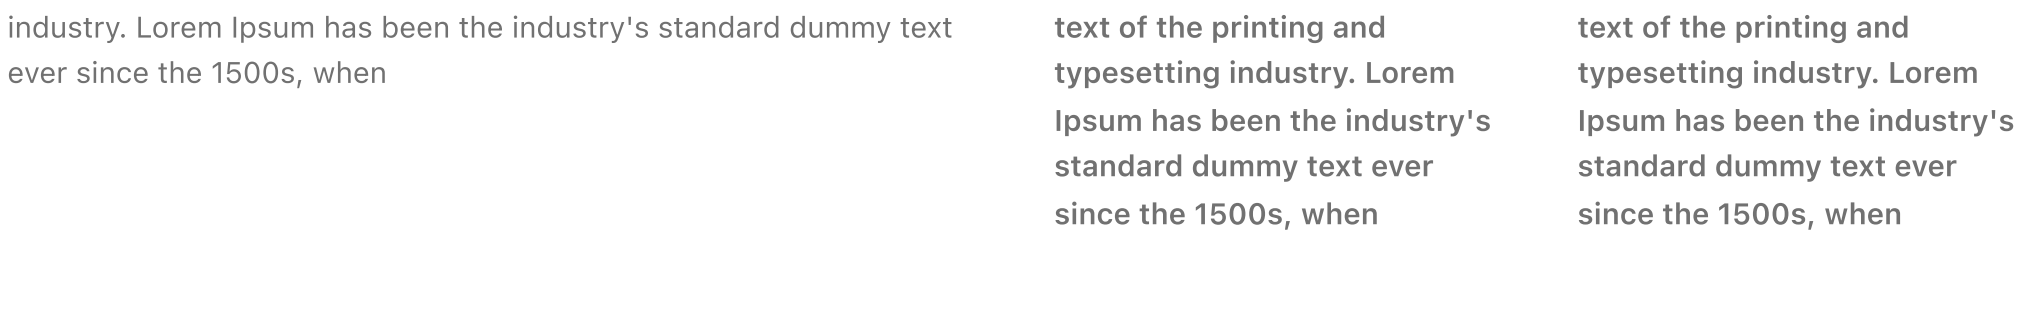 industry. Lorem Ipsum has been the industry's standard dummy text
ever since the 1500s, when
text of the printing and
typesetting industry. Lorem
Ipsum has been the industry's
standard dummy text ever
since the 1500s, when
text of the printing and
typesetting industry. Lorem
Ipsum has been the industry's
standard dummy text ever
since the 1500s, when